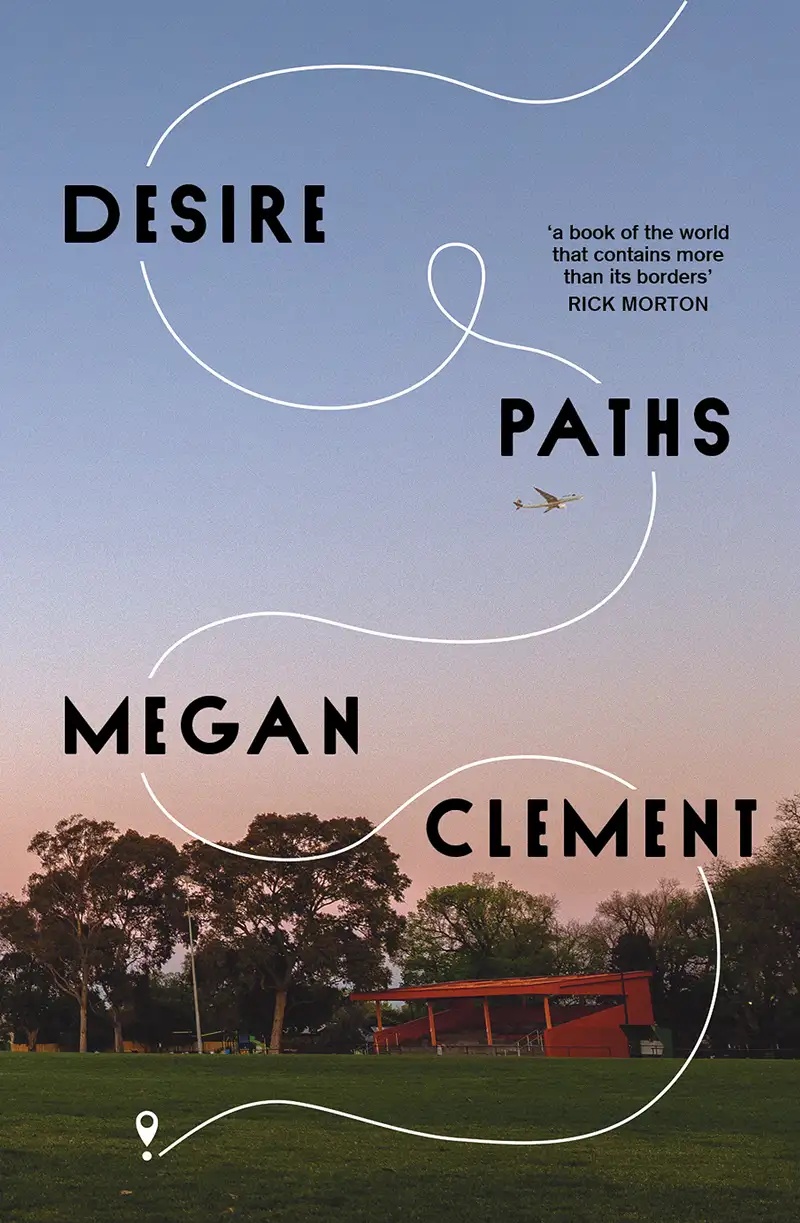 DESIRE
‘a book of the world
that contains more
than its borders’
RICK MORTON
PATHS
MEGAN
CLEMENT